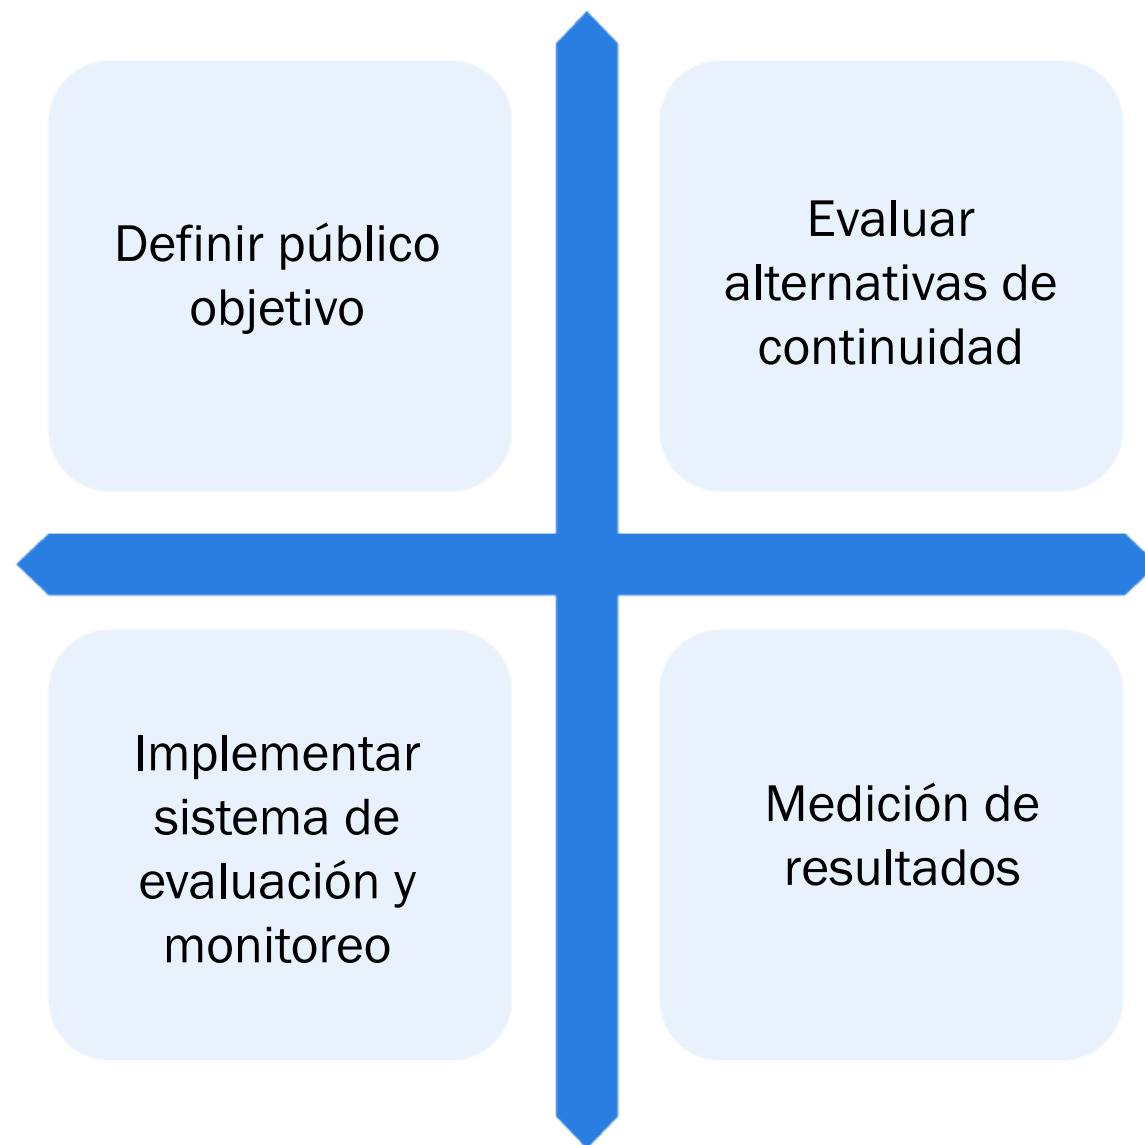 Definir público
objetivo
Evaluar
alternativas de
continuidad
Implementar
sistema de
evaluación y
monitoreo
Medición de
resultados